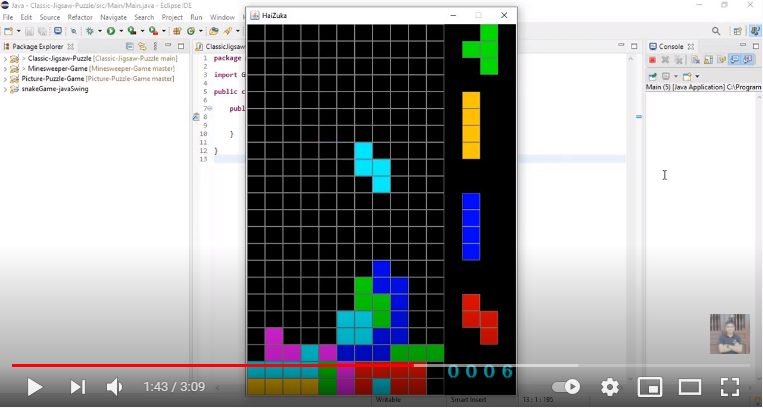 Java - Classic-Jigsaw-Puzzle/src/Main/Main.java - Eclipse IDE
File Edit Source Refactor Navigate Search Project Run Window
HaiZuka
Package Explorer
> Classic-Jigsaw-Puzzle [Classic-Jigsaw-Puzzle main]
> Minesweeper-Game [Minesweeper-Game master]
Picture-Puzzle-Game [Picture-Puzzle-Game master]
snakeGame-javaSwing
ClassicJigsaw
1 package
2
3 import G
4
5 public c
6
7 publ
8
9
10 }
11
12 }
13
Console
Main (5) [Java Application] C:\Program
0006
1:43 / 3:09
Writable
Smart Insert
13 : 1 : 195